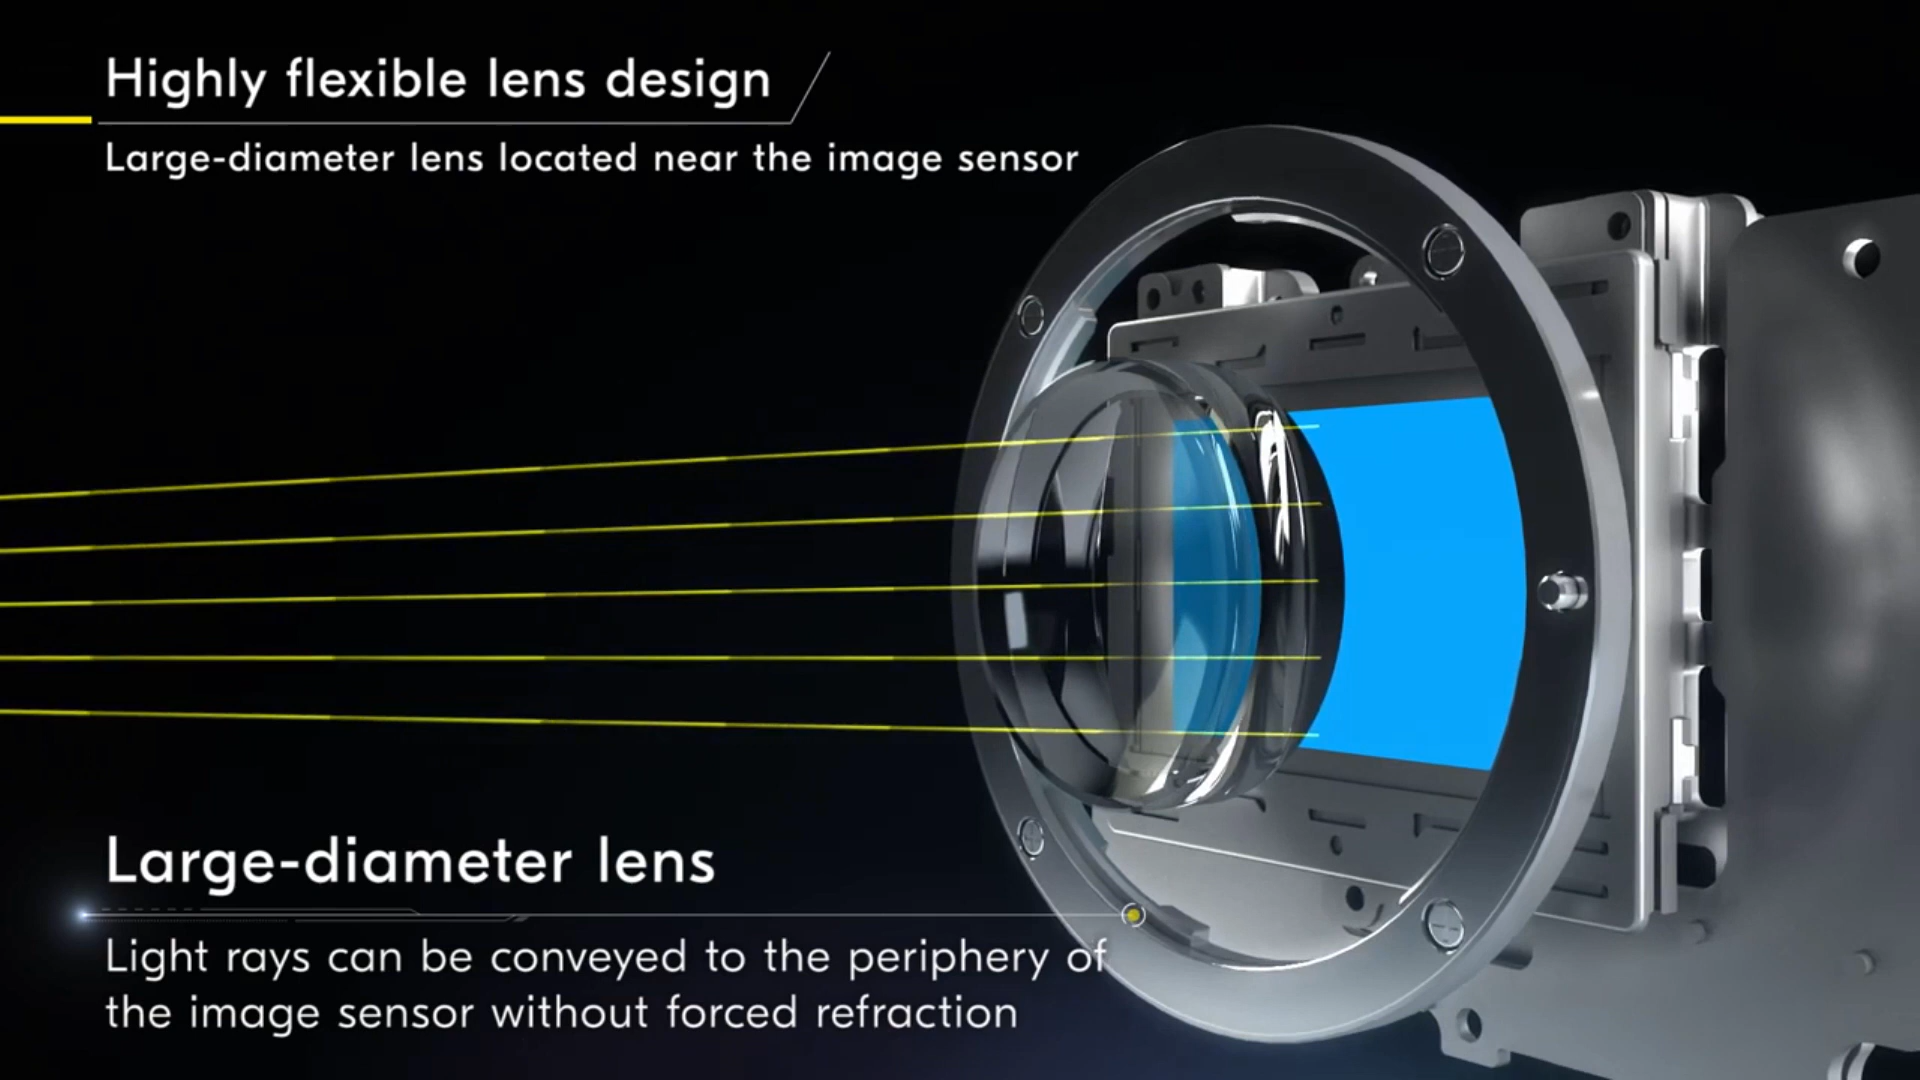 Highly flexible lens design
Large-diameter lens located near the image sensor
Large-diameter lens
Light rays can be conveyed to the periphery of
the image sensor without forced refraction